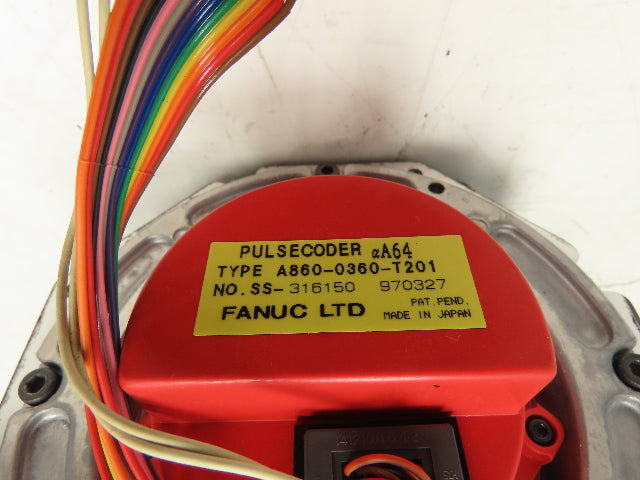 PULSECODER αA64
TYPE A860-0360-T201
NO. SS-316150 970327
FANUC LTD PAT. PEND.
MADE IN JAPAN